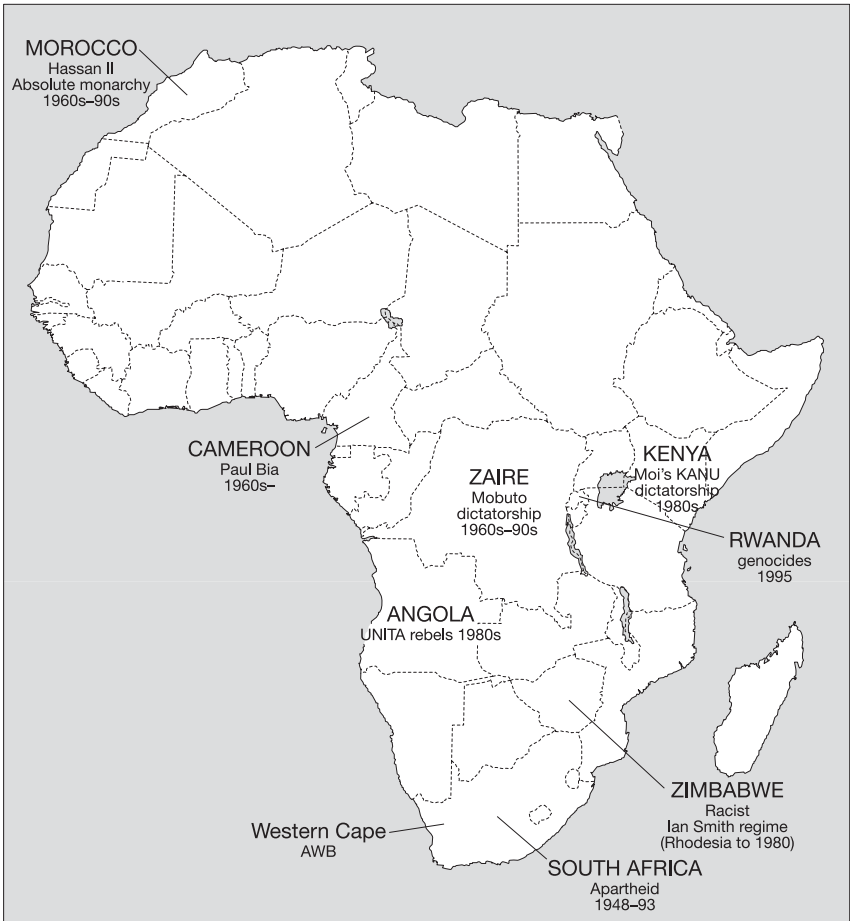 MOROCCO
Hassan II
Absolute monarchy
1960s–90s
CAMEROON
Paul Bia
1960s–
ZAIRE
Mobuto
dictatorship
1960s–90s
KENYA
Moi's KANU
dictatorship
1980s
RWANDA
genocides
1995
ANGOLA
UNITA rebels 1980s
ZIMBABWE
Racist
Ian Smith regime
(Rhodesia to 1980)
Western Cape
AWB
SOUTH AFRICA
Apartheid
1948–93